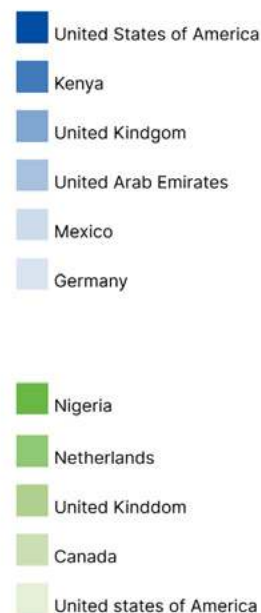 United States of America
Kenya
United Kindgom
United Arab Emirates
Mexico
Germany
Nigeria
Netherlands
United Kinddom
Canada
United states of America